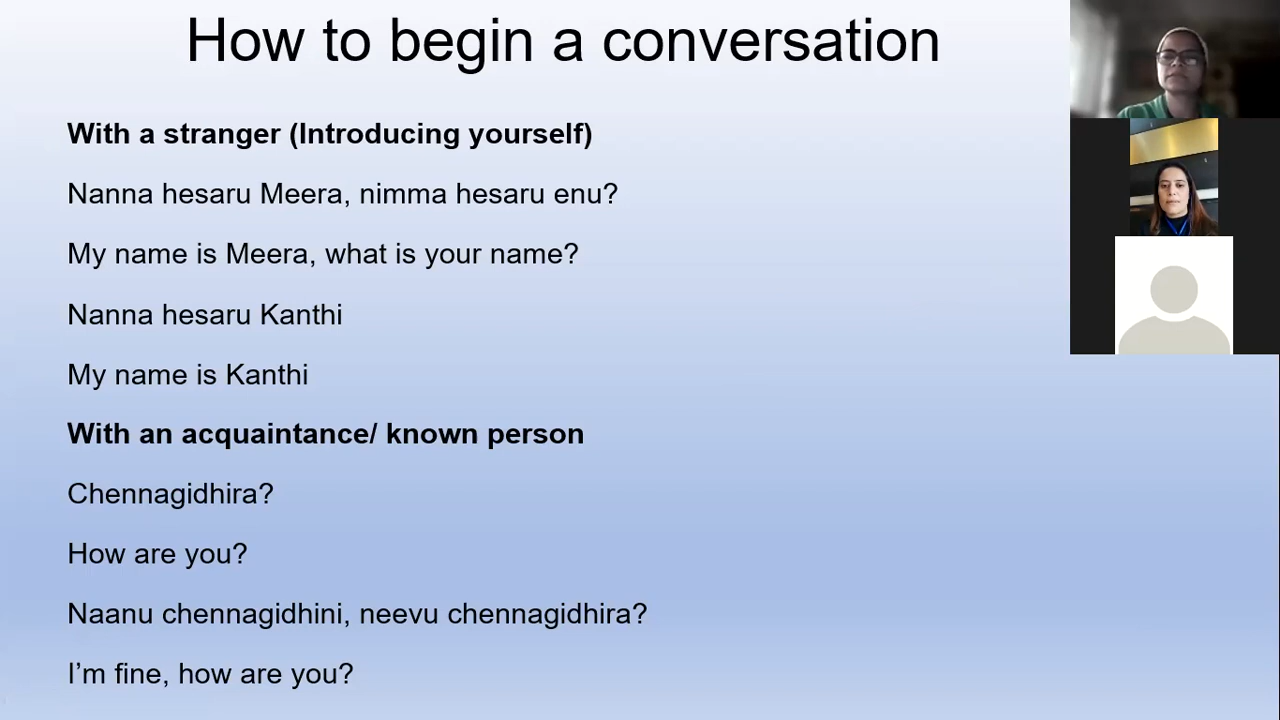 How to begin a conversation
With a stranger (Introducing yourself)
Nanna hesaru Meera, nimma hesaru enu?
My name is Meera, what is your name?
Nanna hesaru Kanthi
My name is Kanthi
With an acquaintance/ known person
Chennagidhira?
How are you?
Naanu chennagidhini, neevu chennagidhira?
I’m fine, how are you?